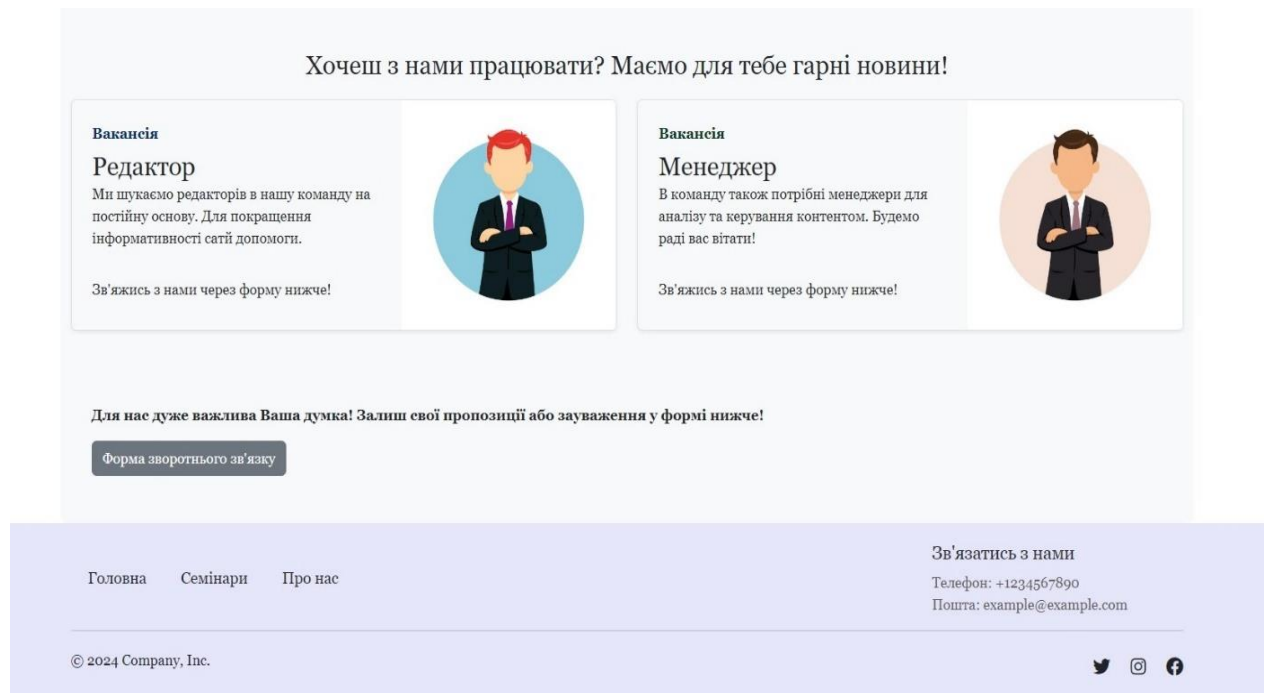 Хочеш з нами працювати? Маємо для тебе гарні новини!
Вакансія
Редактор
Ми шукаємо редакторів в нашу команду на
постійну основу. Для покращення
інформативності сатй допомоги.
Зв'яжись з нами через форму нижче!
Вакансія
Менеджер
В команду також потрібні менеджери для
аналізу та керування контентом. Будемо
раді вас вітати!
Зв'яжись з нами через форму нижче!
Для нас дуже важлива Ваша думка! Залиш свої пропозиції або зауваження у формі нижче!
Форма зворотнього зв'язку
Головна Семінари Про нас
Зв'язатись з нами
Телефон: +1234567890
Пошта: example@example.com
© 2024 Company, Inc.